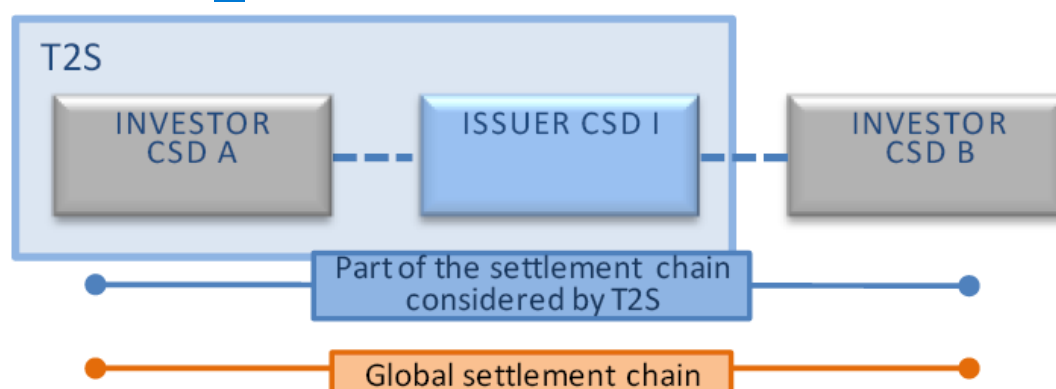 T2S
INVESTOR
CSD A
ISSUER CSD I
INVESTOR
CSD B
Part of the settlement chain
considered by T2S
Global settlement chain